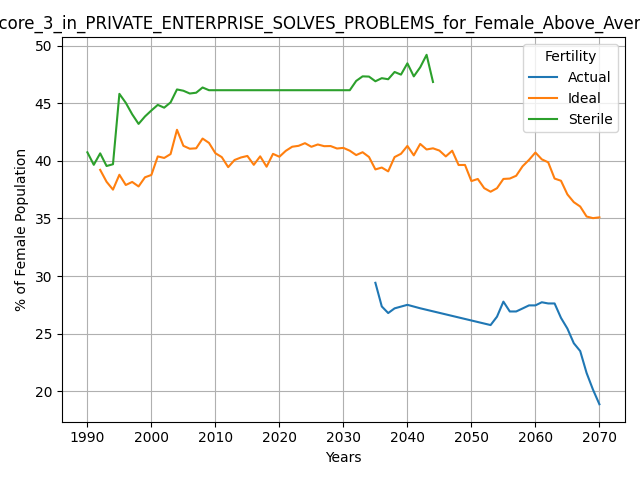 core_3_in_PRIVATE_ENTERPRISE_SOLVES_PROBLEMS_for_Female_Above_Aver
Fertility
Actual
Ideal
Sterile
% of Female Population
50
45
40
35
30
25
20
1990 2000 2010 2020 2030 2040 2050 2060 2070
Years